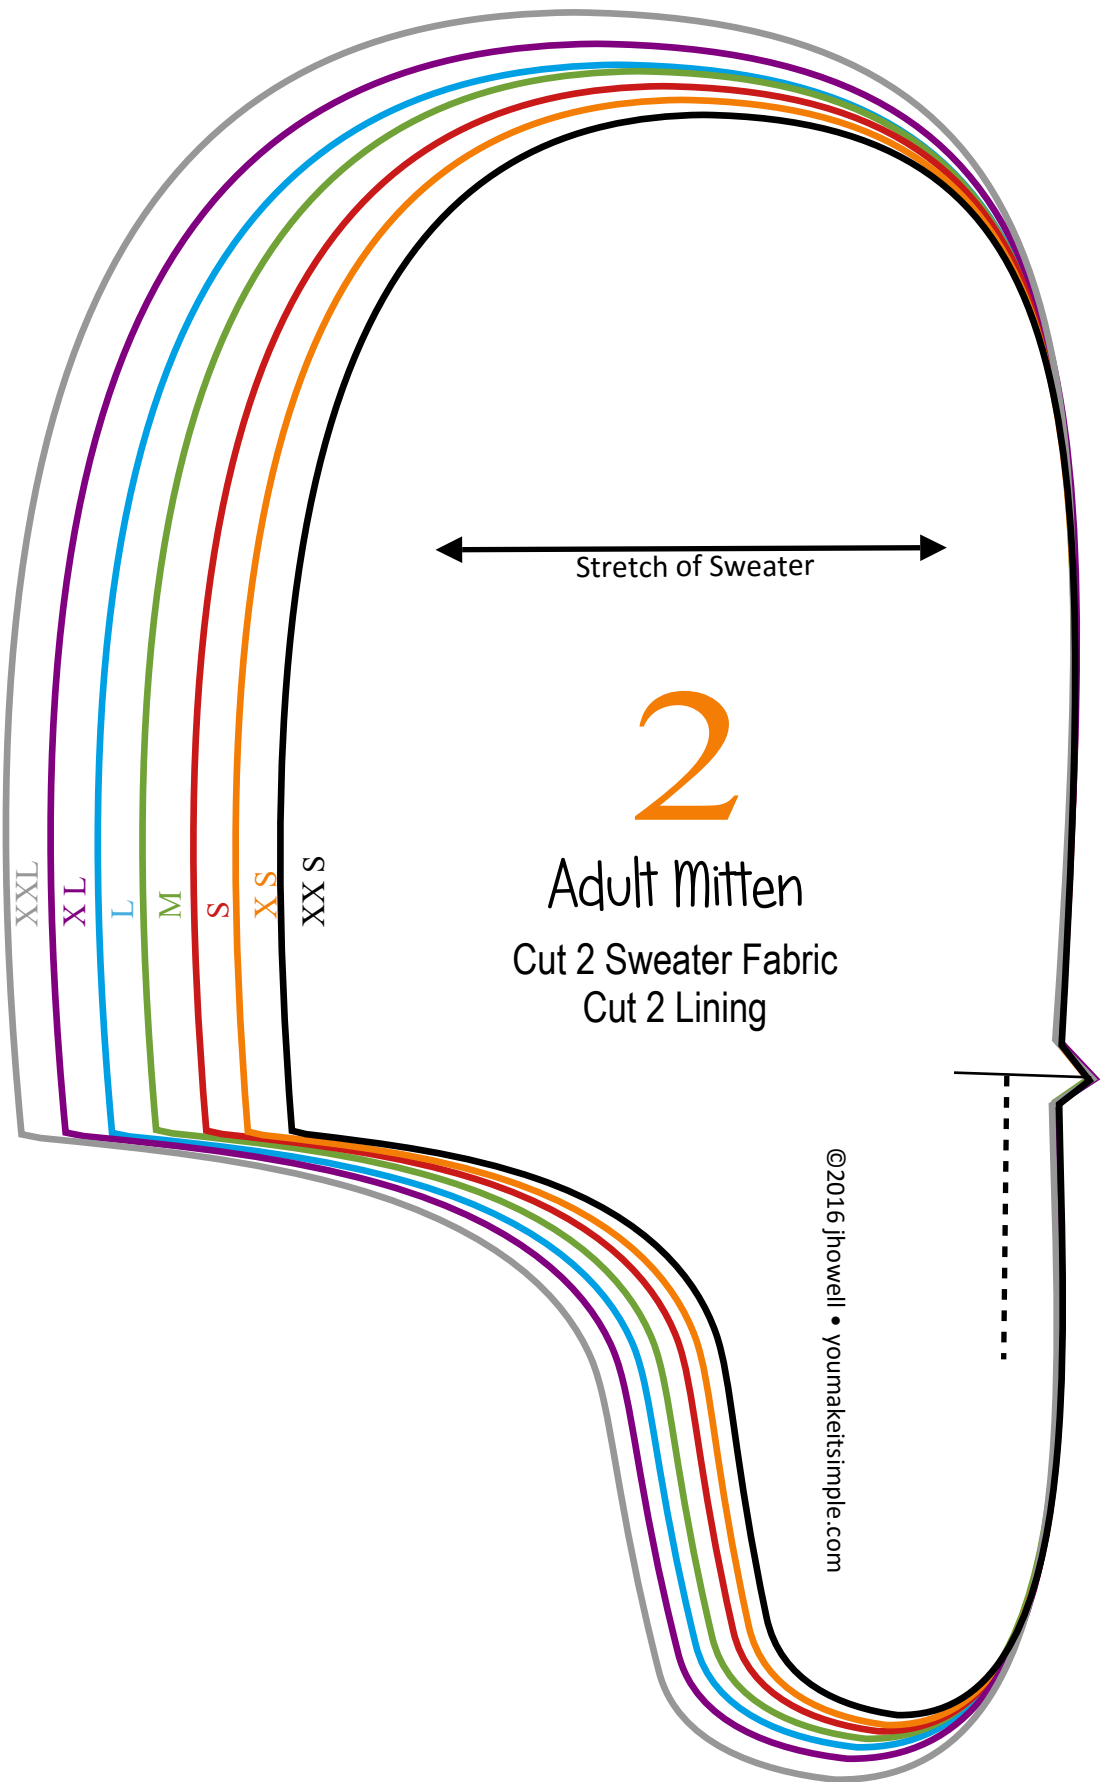 Stretch of Sweater
2
XXL
XL
L
M
S
XS
XXS
Adult Mitten
Cut 2 Sweater Fabric
Cut 2 Lining
©2016 jhowell • youmakeitsimple.com